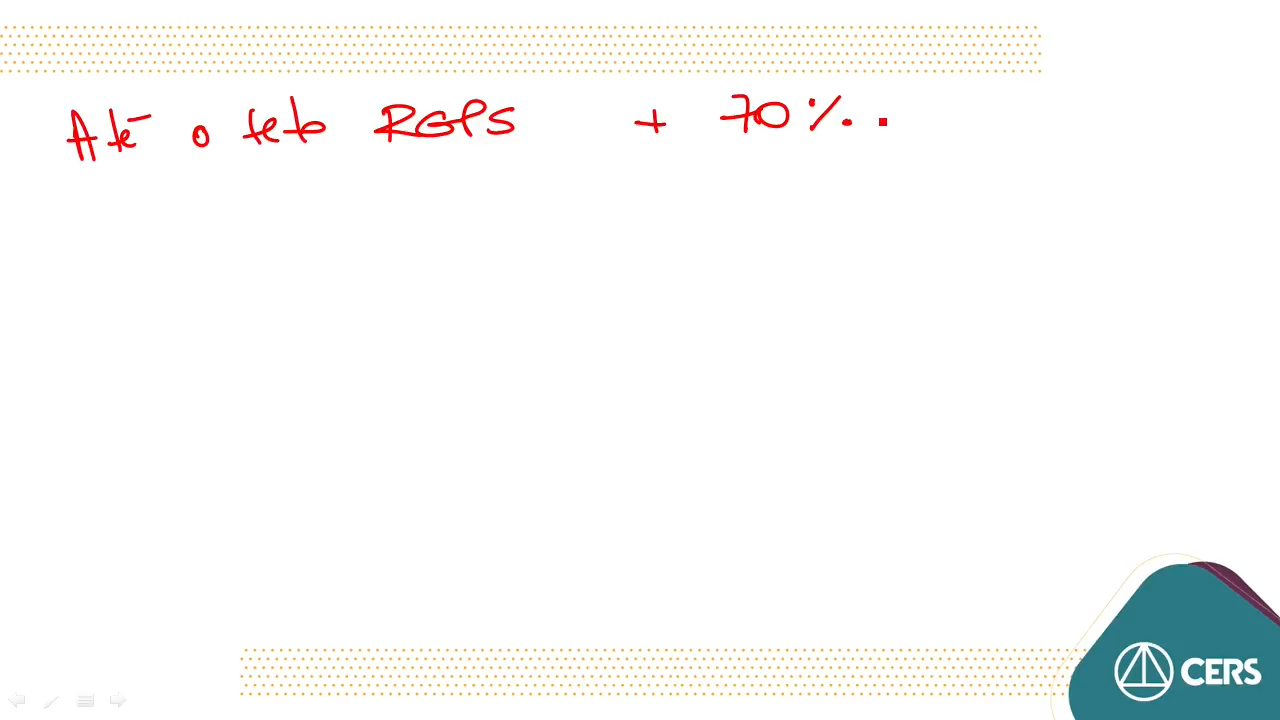 Até o teto RGPS + 70%.
CERS